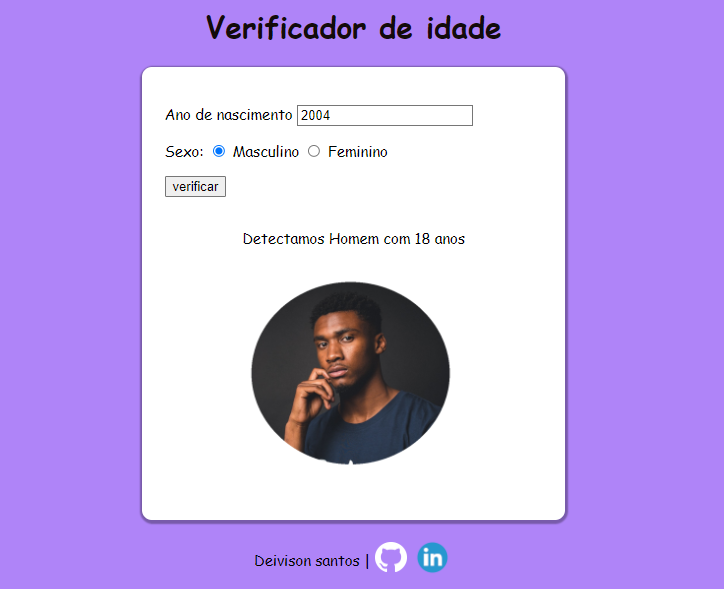 Verificador de idade
Ano de nascimento 2004
Sexo: Masculino Feminino
verificar
Detectamos Homem com 18 anos
Deivison santos | in